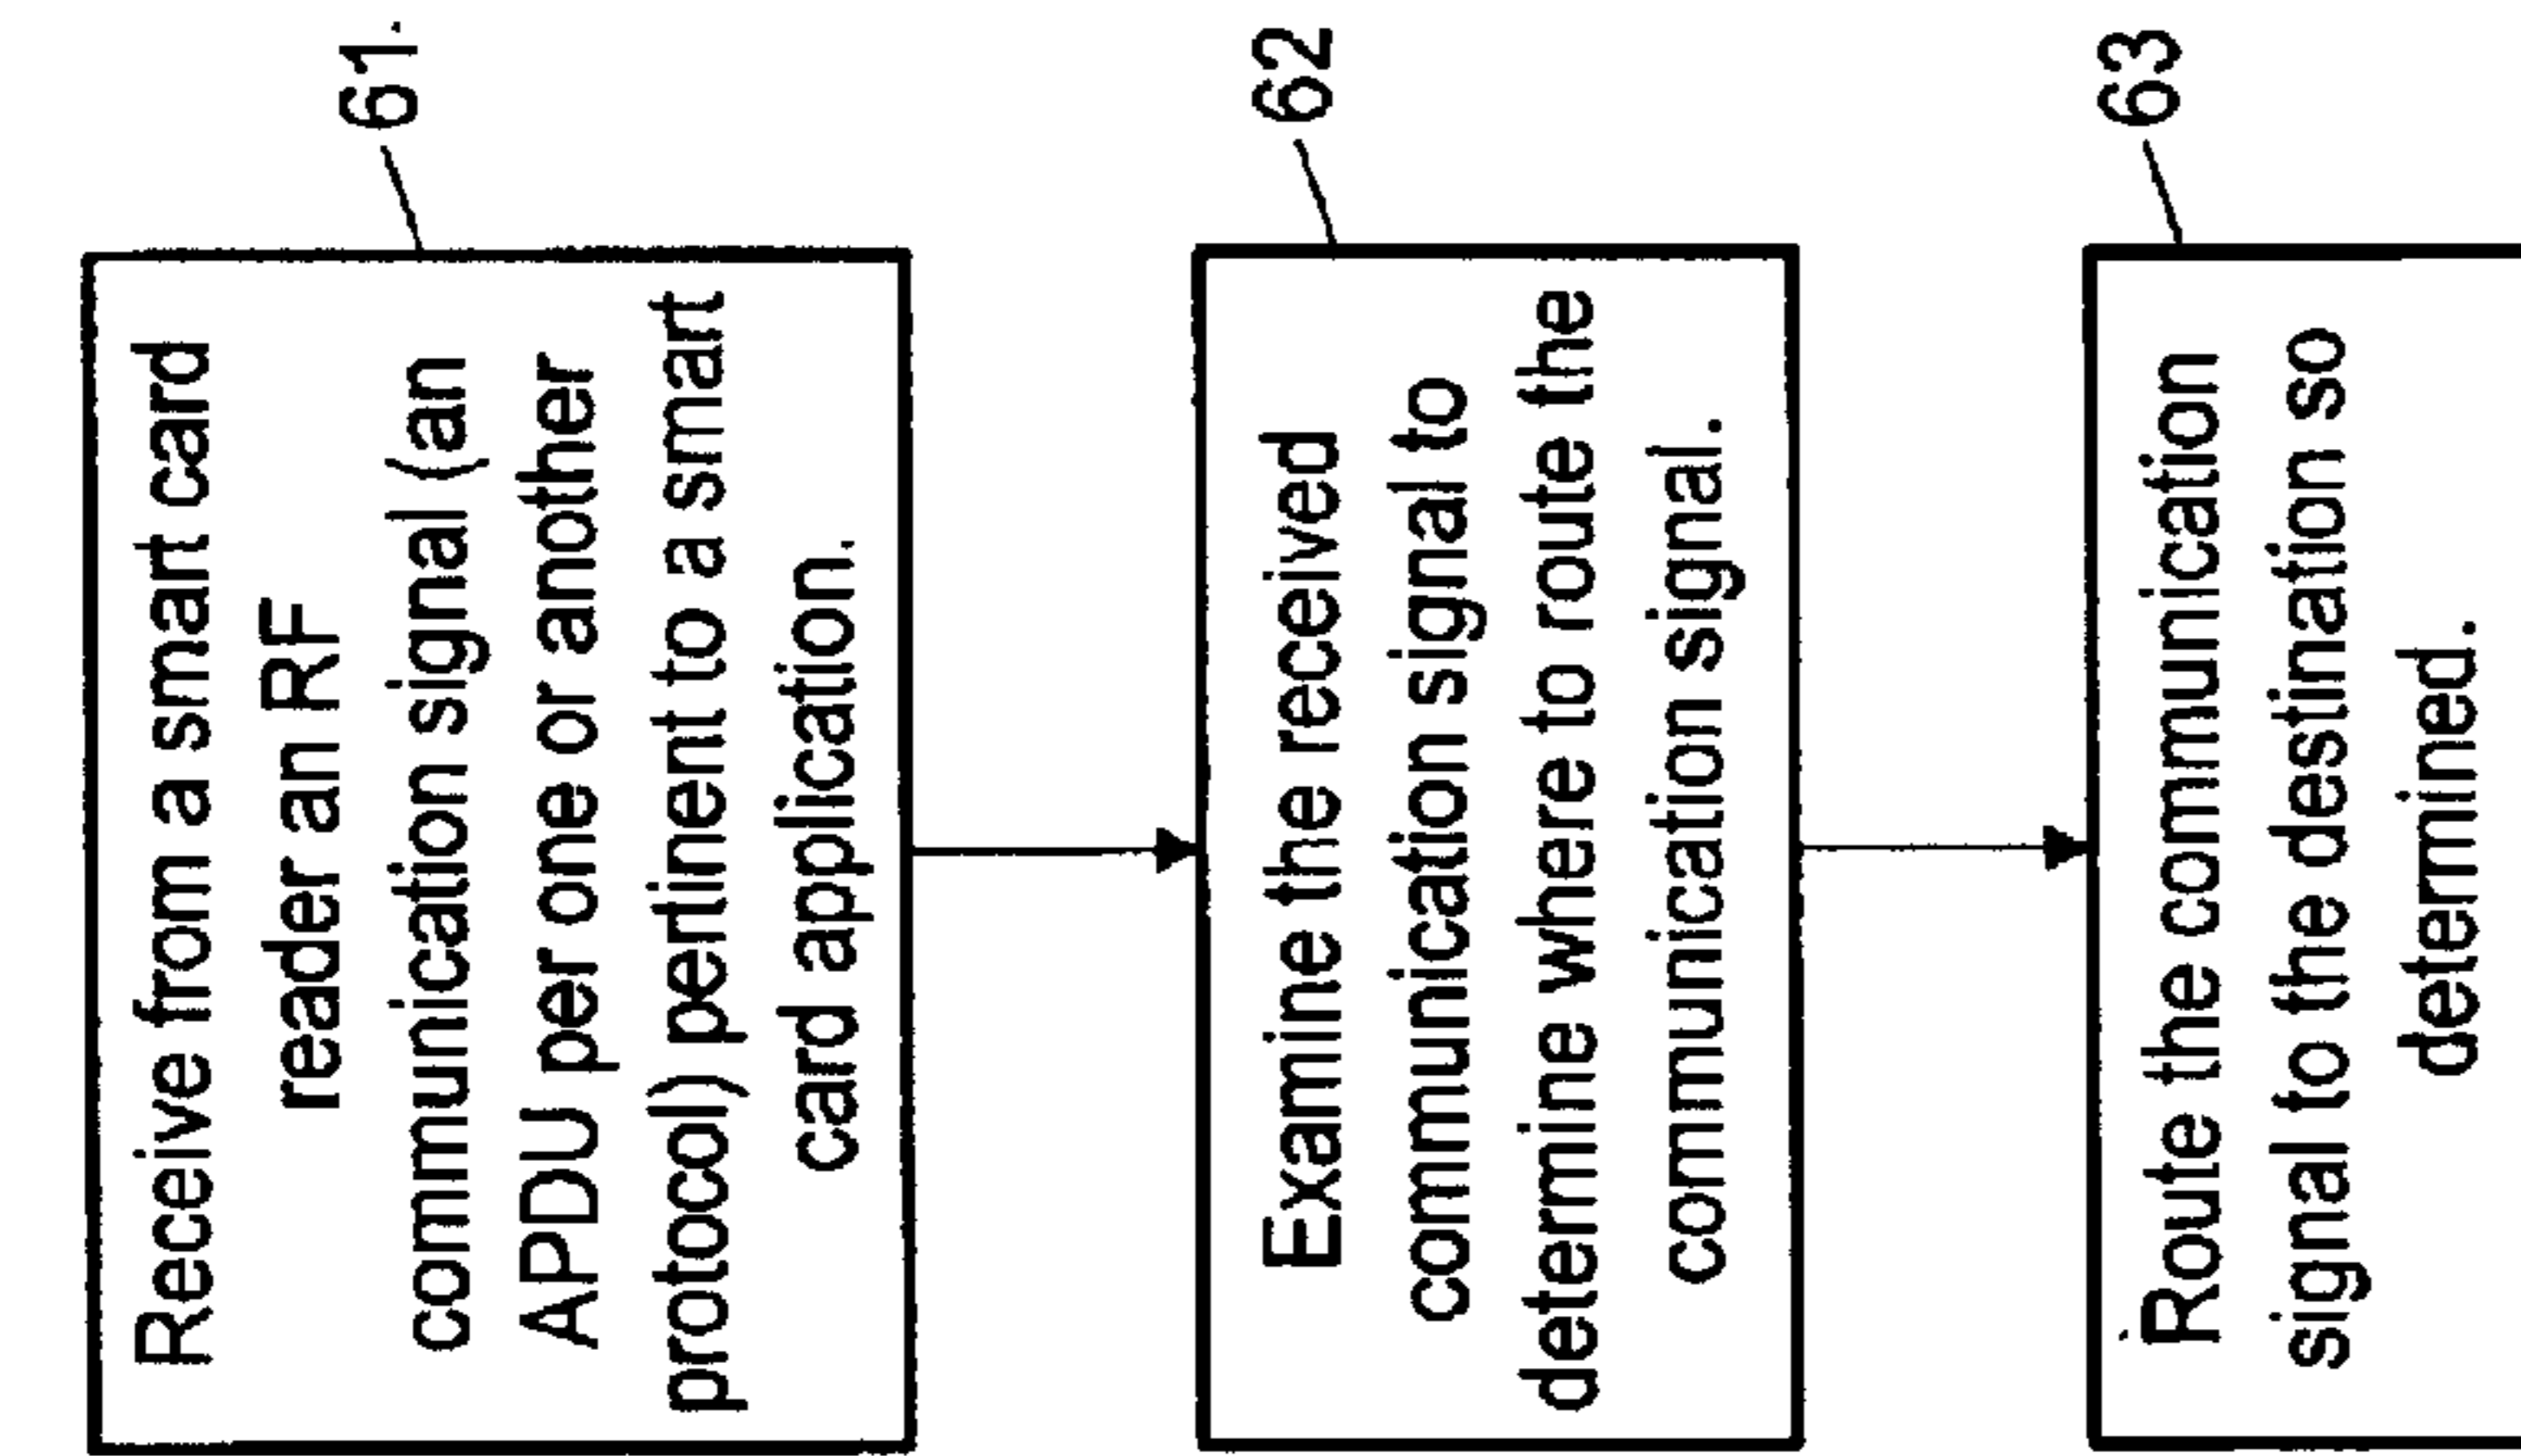 Receive from a smart card
reader an RF
communication signal (an
APDU per one or another
protocol) pertinent to a smart
card application.
61
Examine the received
communication signal to
determine where to route the
communication signal.
62
Route the communication
signal to the destination so
determined.
63